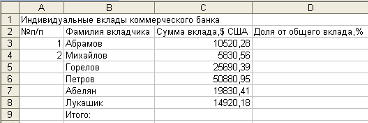 A B C D
1 Индивидуальные вклады коммерческого банка
2 №п/п Фамилия вкладчика Сумма вклада,$ США Доля от общего вклада,%
3 1 Абрамов 10520,28
4 2 Михайлов 5830,56
5 Горелов 25690,39
6 Петров 50880,95
7 Абелян 19830,41
8 Лукашик 14920,18
9 Итого: